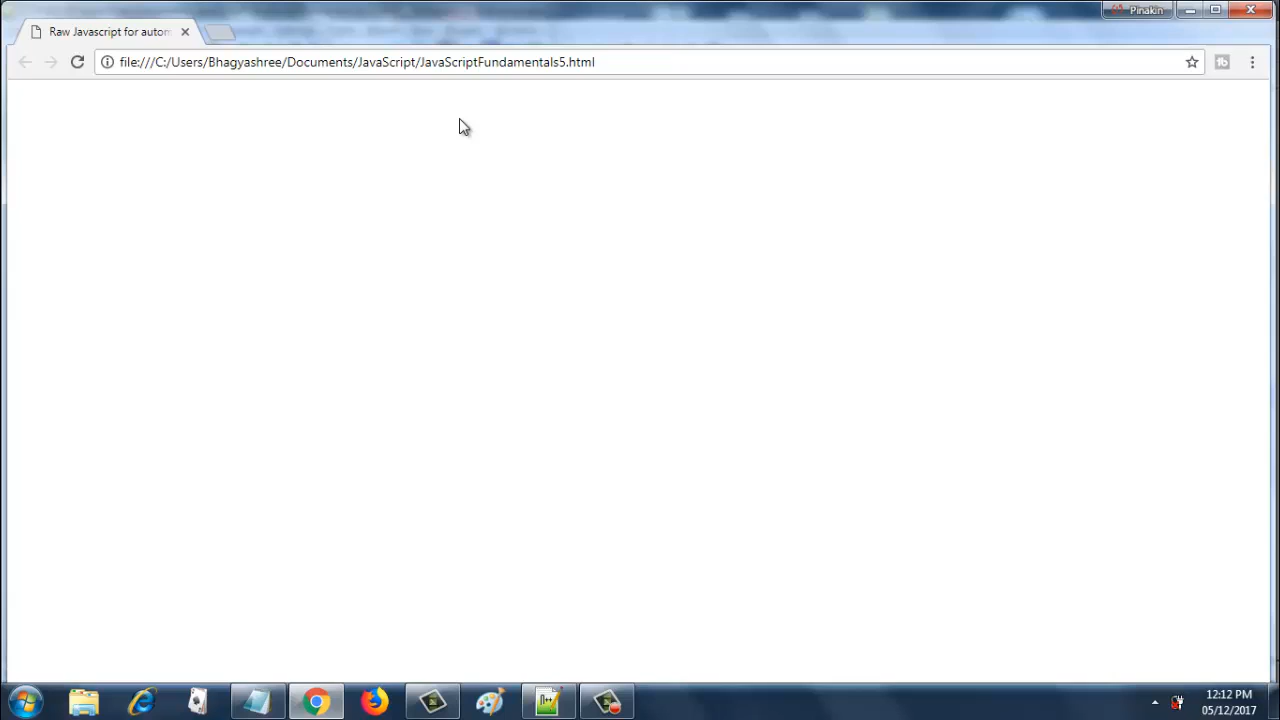 Pinakin
Raw Javascript for autom
file:///C:/Users/Bhagyashree/Documents/JavaScript/JavaScriptFundamentals5.html
12:12 PM
05/12/2017